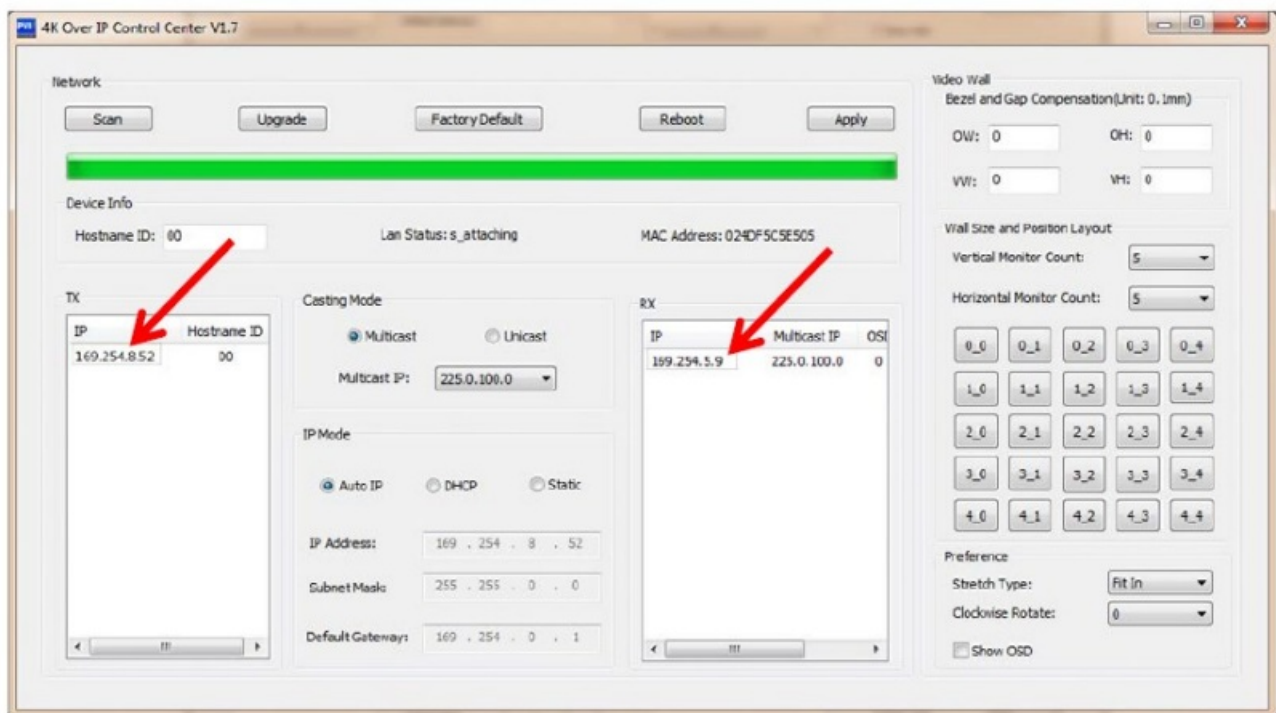 4K Over IP Control Center V1.7
Network
Scan
Upgrade
Factory Default
Reboot
Apply
Device Info
Hostname ID: 00
Lan Status: s_attaching
MAC Address: 024DF5C5E505
TX
IP Hostname ID
169.254.8.52 00
Casting Mode
Multicast Unicast
Multicast IP: 225.0.100.0
IP Mode
Auto IP DHCP Static
IP Address: 169 . 254 . 8 . 52
Subnet Mask: 255 . 255 . 0 . 0
Default Gateway: 169 . 254 . 0 . 1
RX
IP Multicast IP OSI
169.254.5.9 225.0.100.0 0
Video Wall
Bezel and Gap Compensation(Unit: 0.1mm)
OW: 0 OH: 0
VW: 0 VH: 0
Wall Size and Position Layout
Vertical Monitor Count: 5
Horizontal Monitor Count: 5
0_0 0_1 0_2 0_3 0_4
1_0 1_1 1_2 1_3 1_4
2_0 2_1 2_2 2_3 2_4
3_0 3_1 3_2 3_3 3_4
4_0 4_1 4_2 4_3 4_4
Preference
Stretch Type: Fit In
Clockwise Rotate: 0
Show OSD